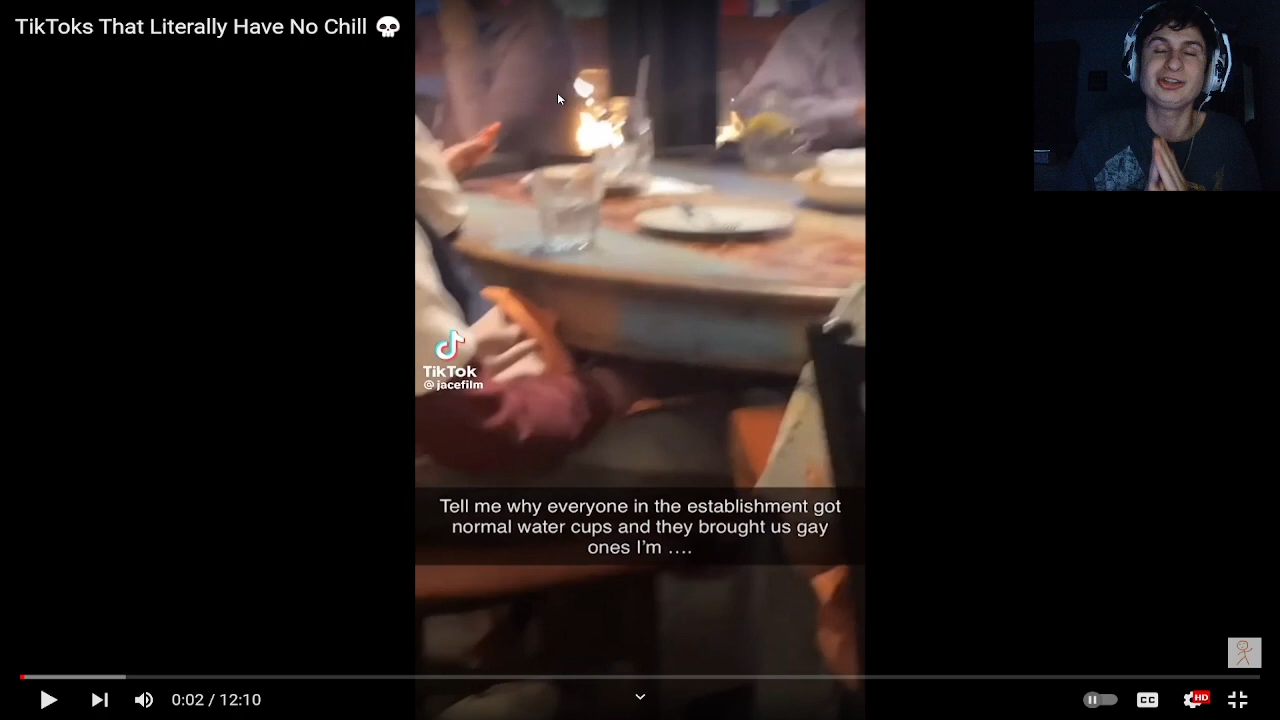 TikToks That Literally Have No Chill 💀
TikTok
@jacefilm
Tell me why everyone in the establishment got
normal water cups and they brought us gay
ones I'm ....
0:02 / 12:10
CC
HD